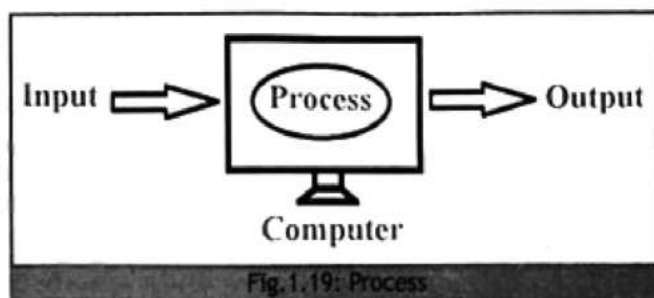 Input
Process
Output
Computer
Fig.1.19: Process